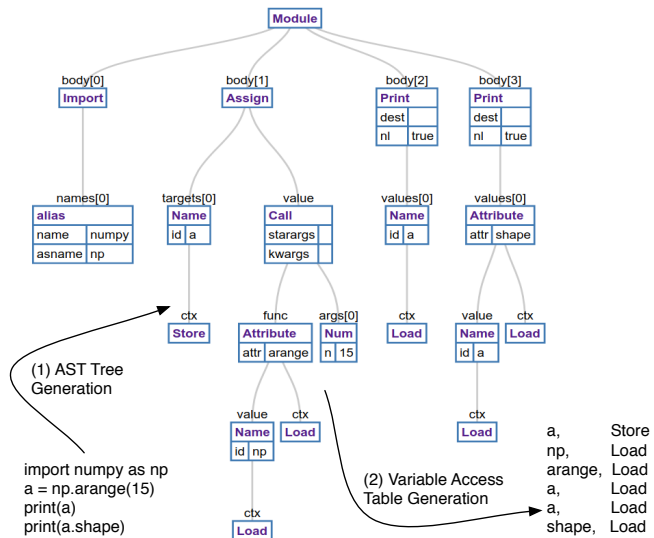 Module
body[0] body[1] body[2] body[3]
Import Assign Print Print
dest dest
nl true nl true
names[0] targets[0] value values[0] values[0]
alias Name Call Name Attribute
name numpy id a starargs id a attr shape
asname np kwargs
ctx func args[0] ctx value ctx
Store Attribute Num Load Name Load
attr arange n 15 id a
(1) AST Tree
Generation
value ctx ctx
Name Load Load
id np
a, Store
np, Load
arange, Load
a, Load
a, Load
shape, Load
import numpy as np
a = np.arange(15)
print(a)
print(a.shape)
(2) Variable Access
Table Generation
ctx
Load